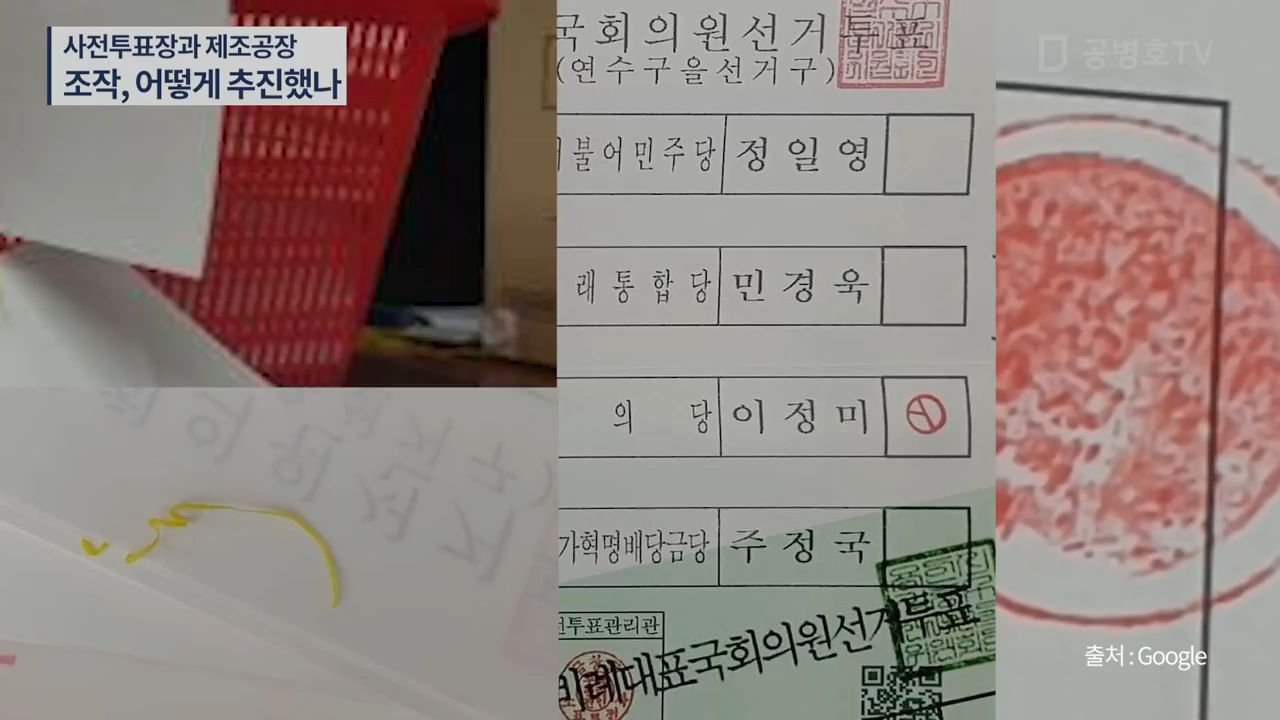 사전투표장과 제조공장
조작, 어떻게 추진했나
공병호TV
국회의원선거투표
(연수구을선거구)
불어민주당 정일영
래통합당 민경욱
의 당 이정미
가혁명배당금당 주정국
투표관리관
비례대표국회의원선거투표
출처 : Google